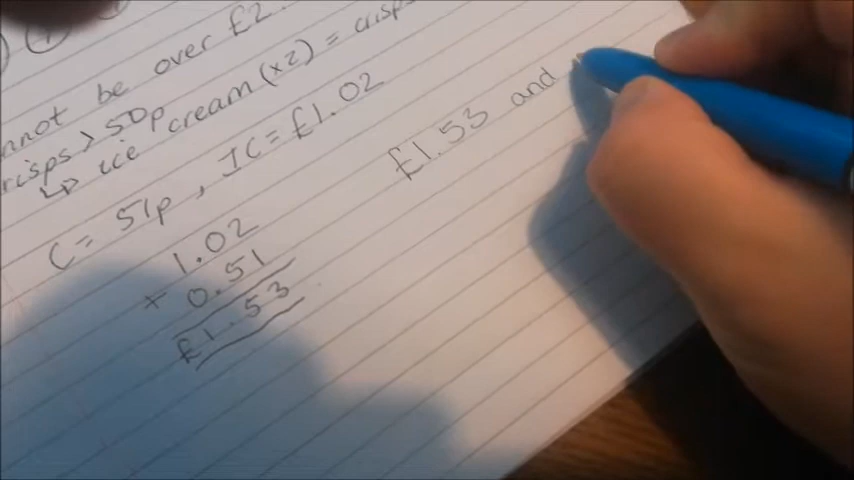 nnot be over £2.
risps > 50p
↳ ice cream (x2) = crisps
C = 51p, IC = £1.02
1.02
+ 0.51
£1.53
£1.53 and